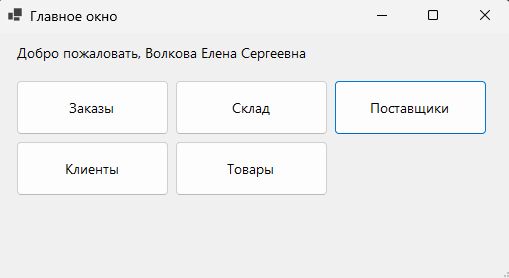 Главное окно
Добро пожаловать, Волкова Елена Сергеевна
Заказы Склад Поставщики
Клиенты Товары